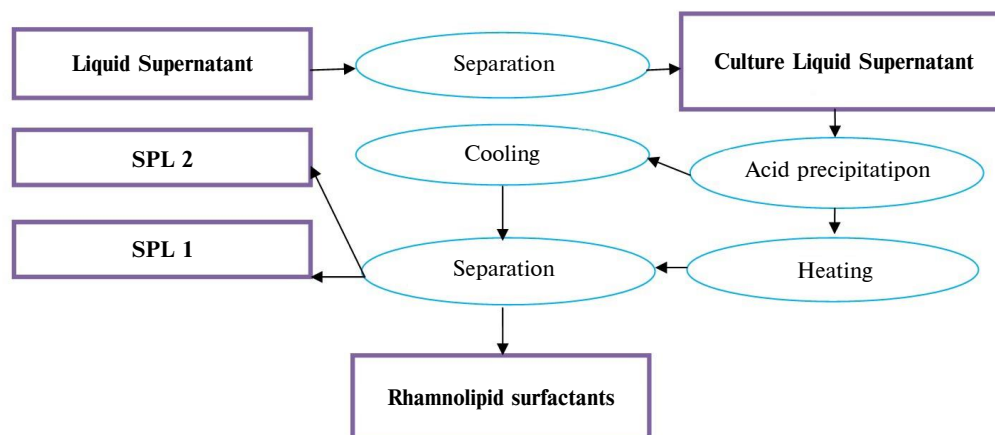 Liquid Supernatant
Separation
Culture Liquid Supernatant
SPL 2
Cooling
Acid precipitatipon
SPL 1
Separation
Heating
Rhamnolipid surfactants